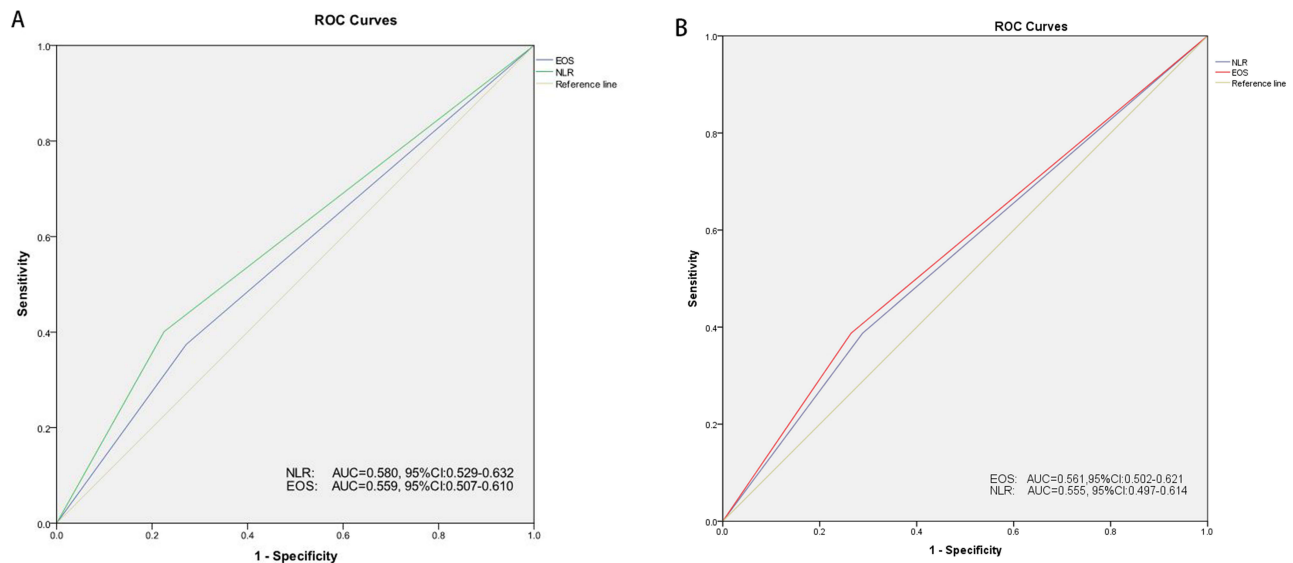 A
ROC Curves
1.0
0.8
0.6
0.4
0.2
0.0
Sensitivity
0.0 0.2 0.4 0.6 0.8 1.0
1 - Specificity
EOS
NLR
Reference line
NLR: AUC=0.580, 95%CI:0.529-0.632
EOS: AUC=0.559, 95%CI:0.507-0.610
B
ROC Curves
1.0
0.8
0.6
0.4
0.2
0.0
Sensitivity
0.0 0.2 0.4 0.6 0.8 1.0
1 - Specificity
NLR
EOS
Reference line
EOS: AUC=0.561,95%CI:0.502-0.621
NLR: AUC=0.555, 95%CI:0.497-0.614